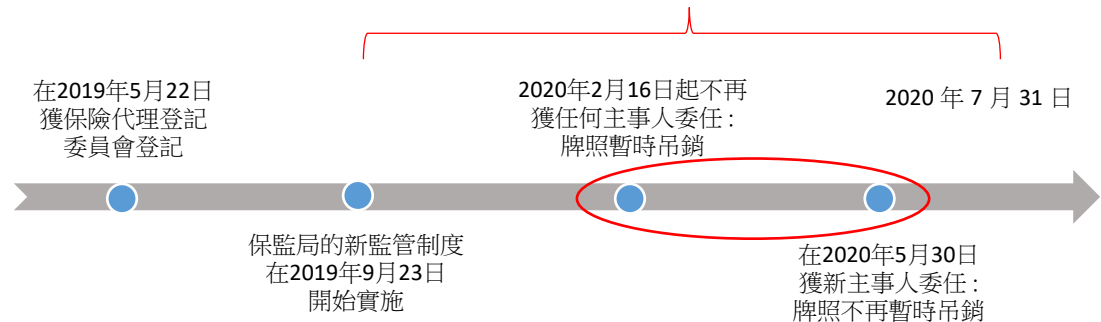 在2019年5月22日
獲保險代理登記
委員會登記
2020年2月16日起不再
獲任何主事人委任 :
牌照暫時吊銷
2020 年 7 月 31 日
保監局的新監管制度
在2019年9月23日
開始實施
在2020年5月30日
獲新主事人委任 :
牌照不再暫時吊銷